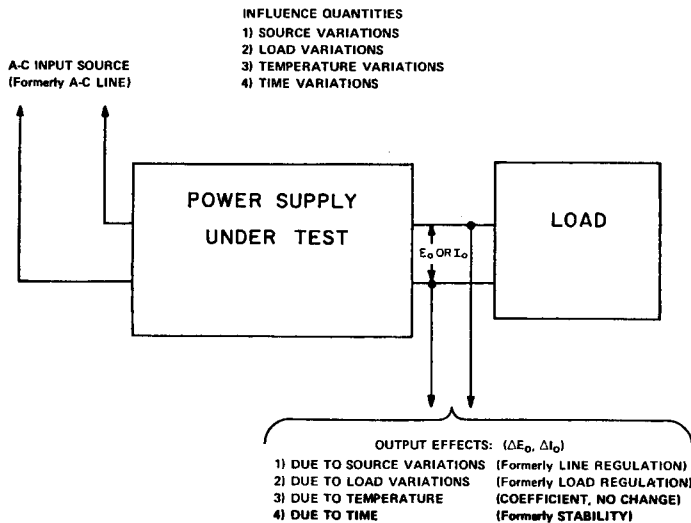 INFLUENCE QUANTITIES
1) SOURCE VARIATIONS
2) LOAD VARIATIONS
3) TEMPERATURE VARIATIONS
4) TIME VARIATIONS
A-C INPUT SOURCE
(Formerly A-C LINE)
POWER SUPPLY
UNDER TEST
E₀ OR I₀
LOAD
OUTPUT EFFECTS: (ΔE₀, ΔI₀)
1) DUE TO SOURCE VARIATIONS (Formerly LINE REGULATION)
2) DUE TO LOAD VARIATIONS (Formerly LOAD REGULATION)
3) DUE TO TEMPERATURE (COEFFICIENT, NO CHANGE)
4) DUE TO TIME (Formerly STABILITY)